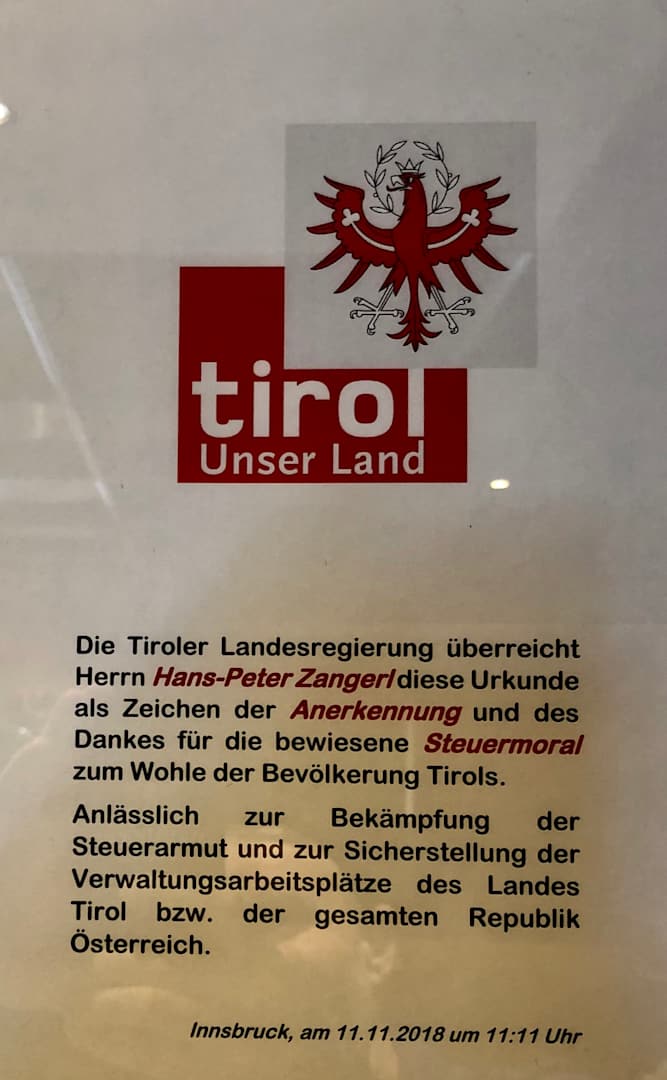 tirol
Unser Land
Die Tiroler Landesregierung überreicht
Herrn Hans-Peter Zangerl diese Urkunde
als Zeichen der Anerkennung und des
Dankes für die bewiesene Steuermoral
zum Wohle der Bevölkerung Tirols.
Anlässlich zur Bekämpfung der
Steuerarmut und zur Sicherstellung der
Verwaltungsarbeitsplätze des Landes
Tirol bzw. der gesamten Republik
Österreich.
Innsbruck, am 11.11.2018 um 11:11 Uhr